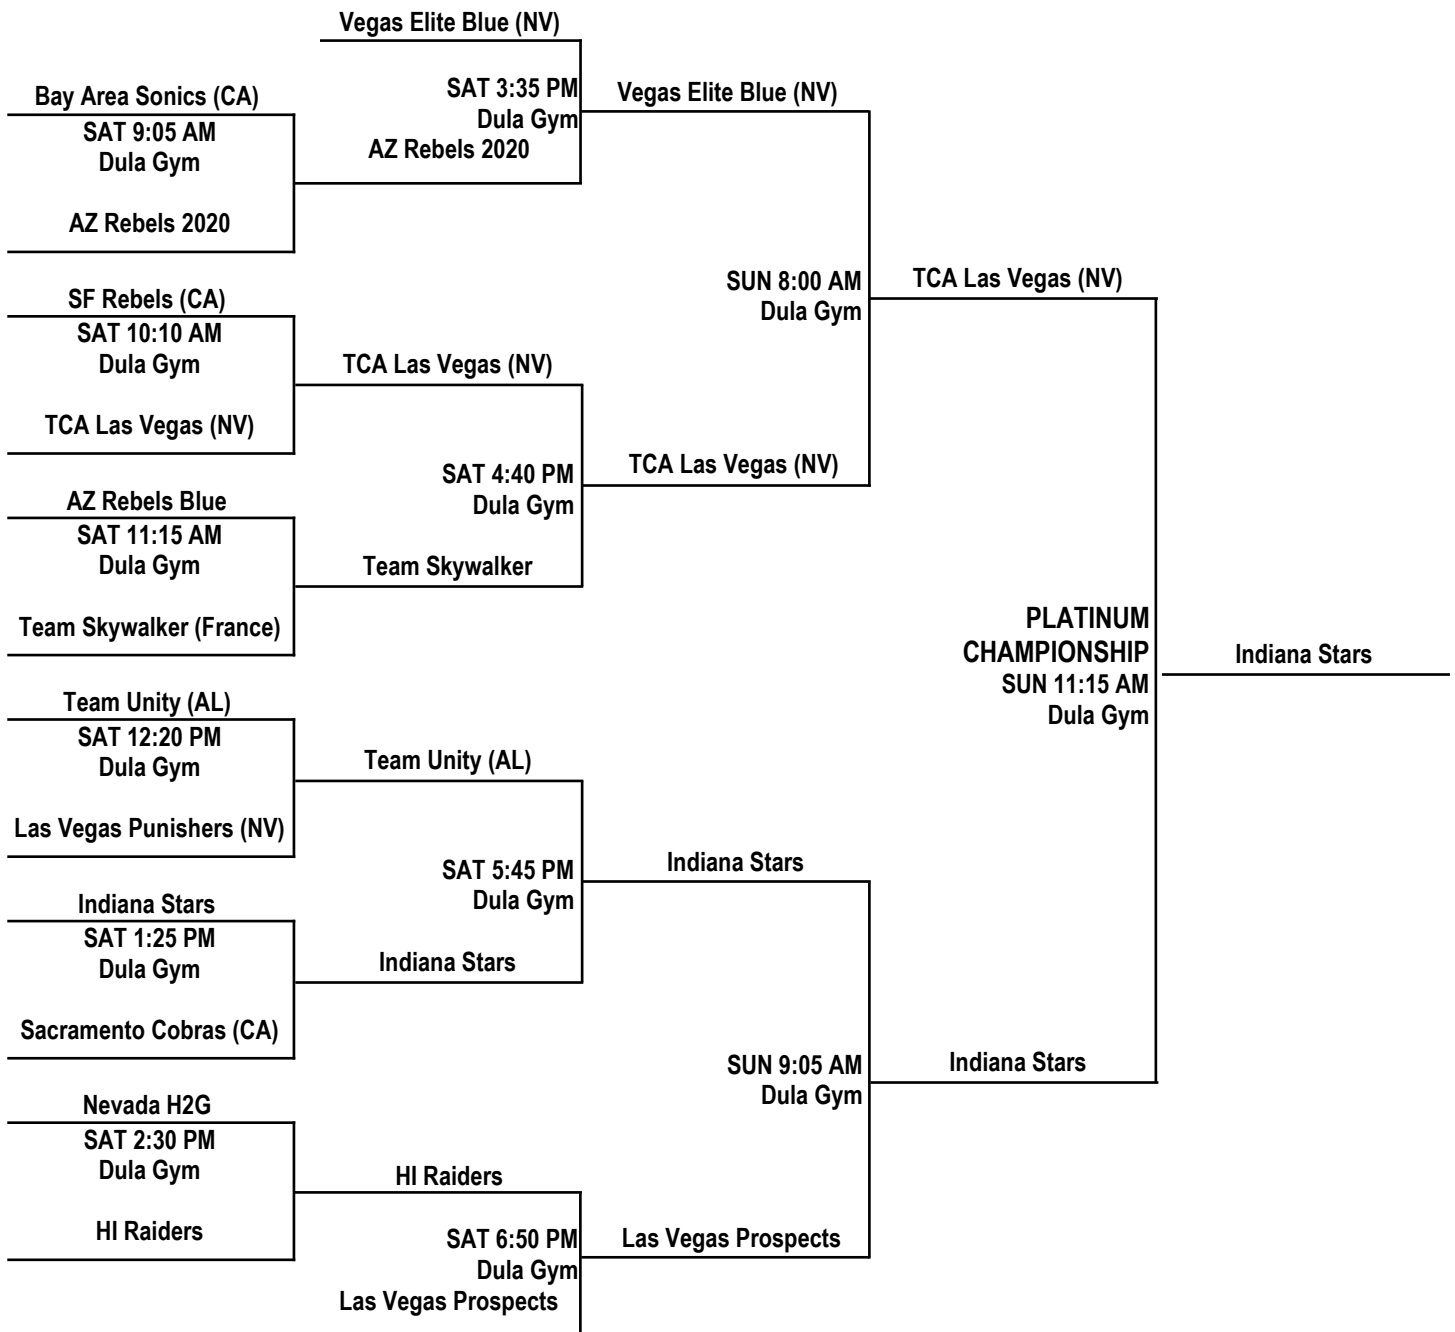 Vegas Elite Blue (NV)
SAT 3:35 PM
Dula Gym
AZ Rebels 2020
Vegas Elite Blue (NV)
Bay Area Sonics (CA)
SAT 9:05 AM
Dula Gym
AZ Rebels 2020
SUN 8:00 AM
Dula Gym
TCA Las Vegas (NV)
SF Rebels (CA)
SAT 10:10 AM
Dula Gym
TCA Las Vegas (NV)
TCA Las Vegas (NV)
SAT 4:40 PM
Dula Gym
TCA Las Vegas (NV)
AZ Rebels Blue
SAT 11:15 AM
Dula Gym
Team Skywalker (France)
Team Skywalker
PLATINUM
CHAMPIONSHIP
SUN 11:15 AM
Dula Gym
Indiana Stars
Team Unity (AL)
SAT 12:20 PM
Dula Gym
Las Vegas Punishers (NV)
Team Unity (AL)
SAT 5:45 PM
Dula Gym
Indiana Stars
Indiana Stars
SAT 1:25 PM
Dula Gym
Sacramento Cobras (CA)
Indiana Stars
SUN 9:05 AM
Dula Gym
Indiana Stars
Nevada H2G
SAT 2:30 PM
Dula Gym
HI Raiders
HI Raiders
SAT 6:50 PM
Dula Gym
Las Vegas Prospects
Las Vegas Prospects